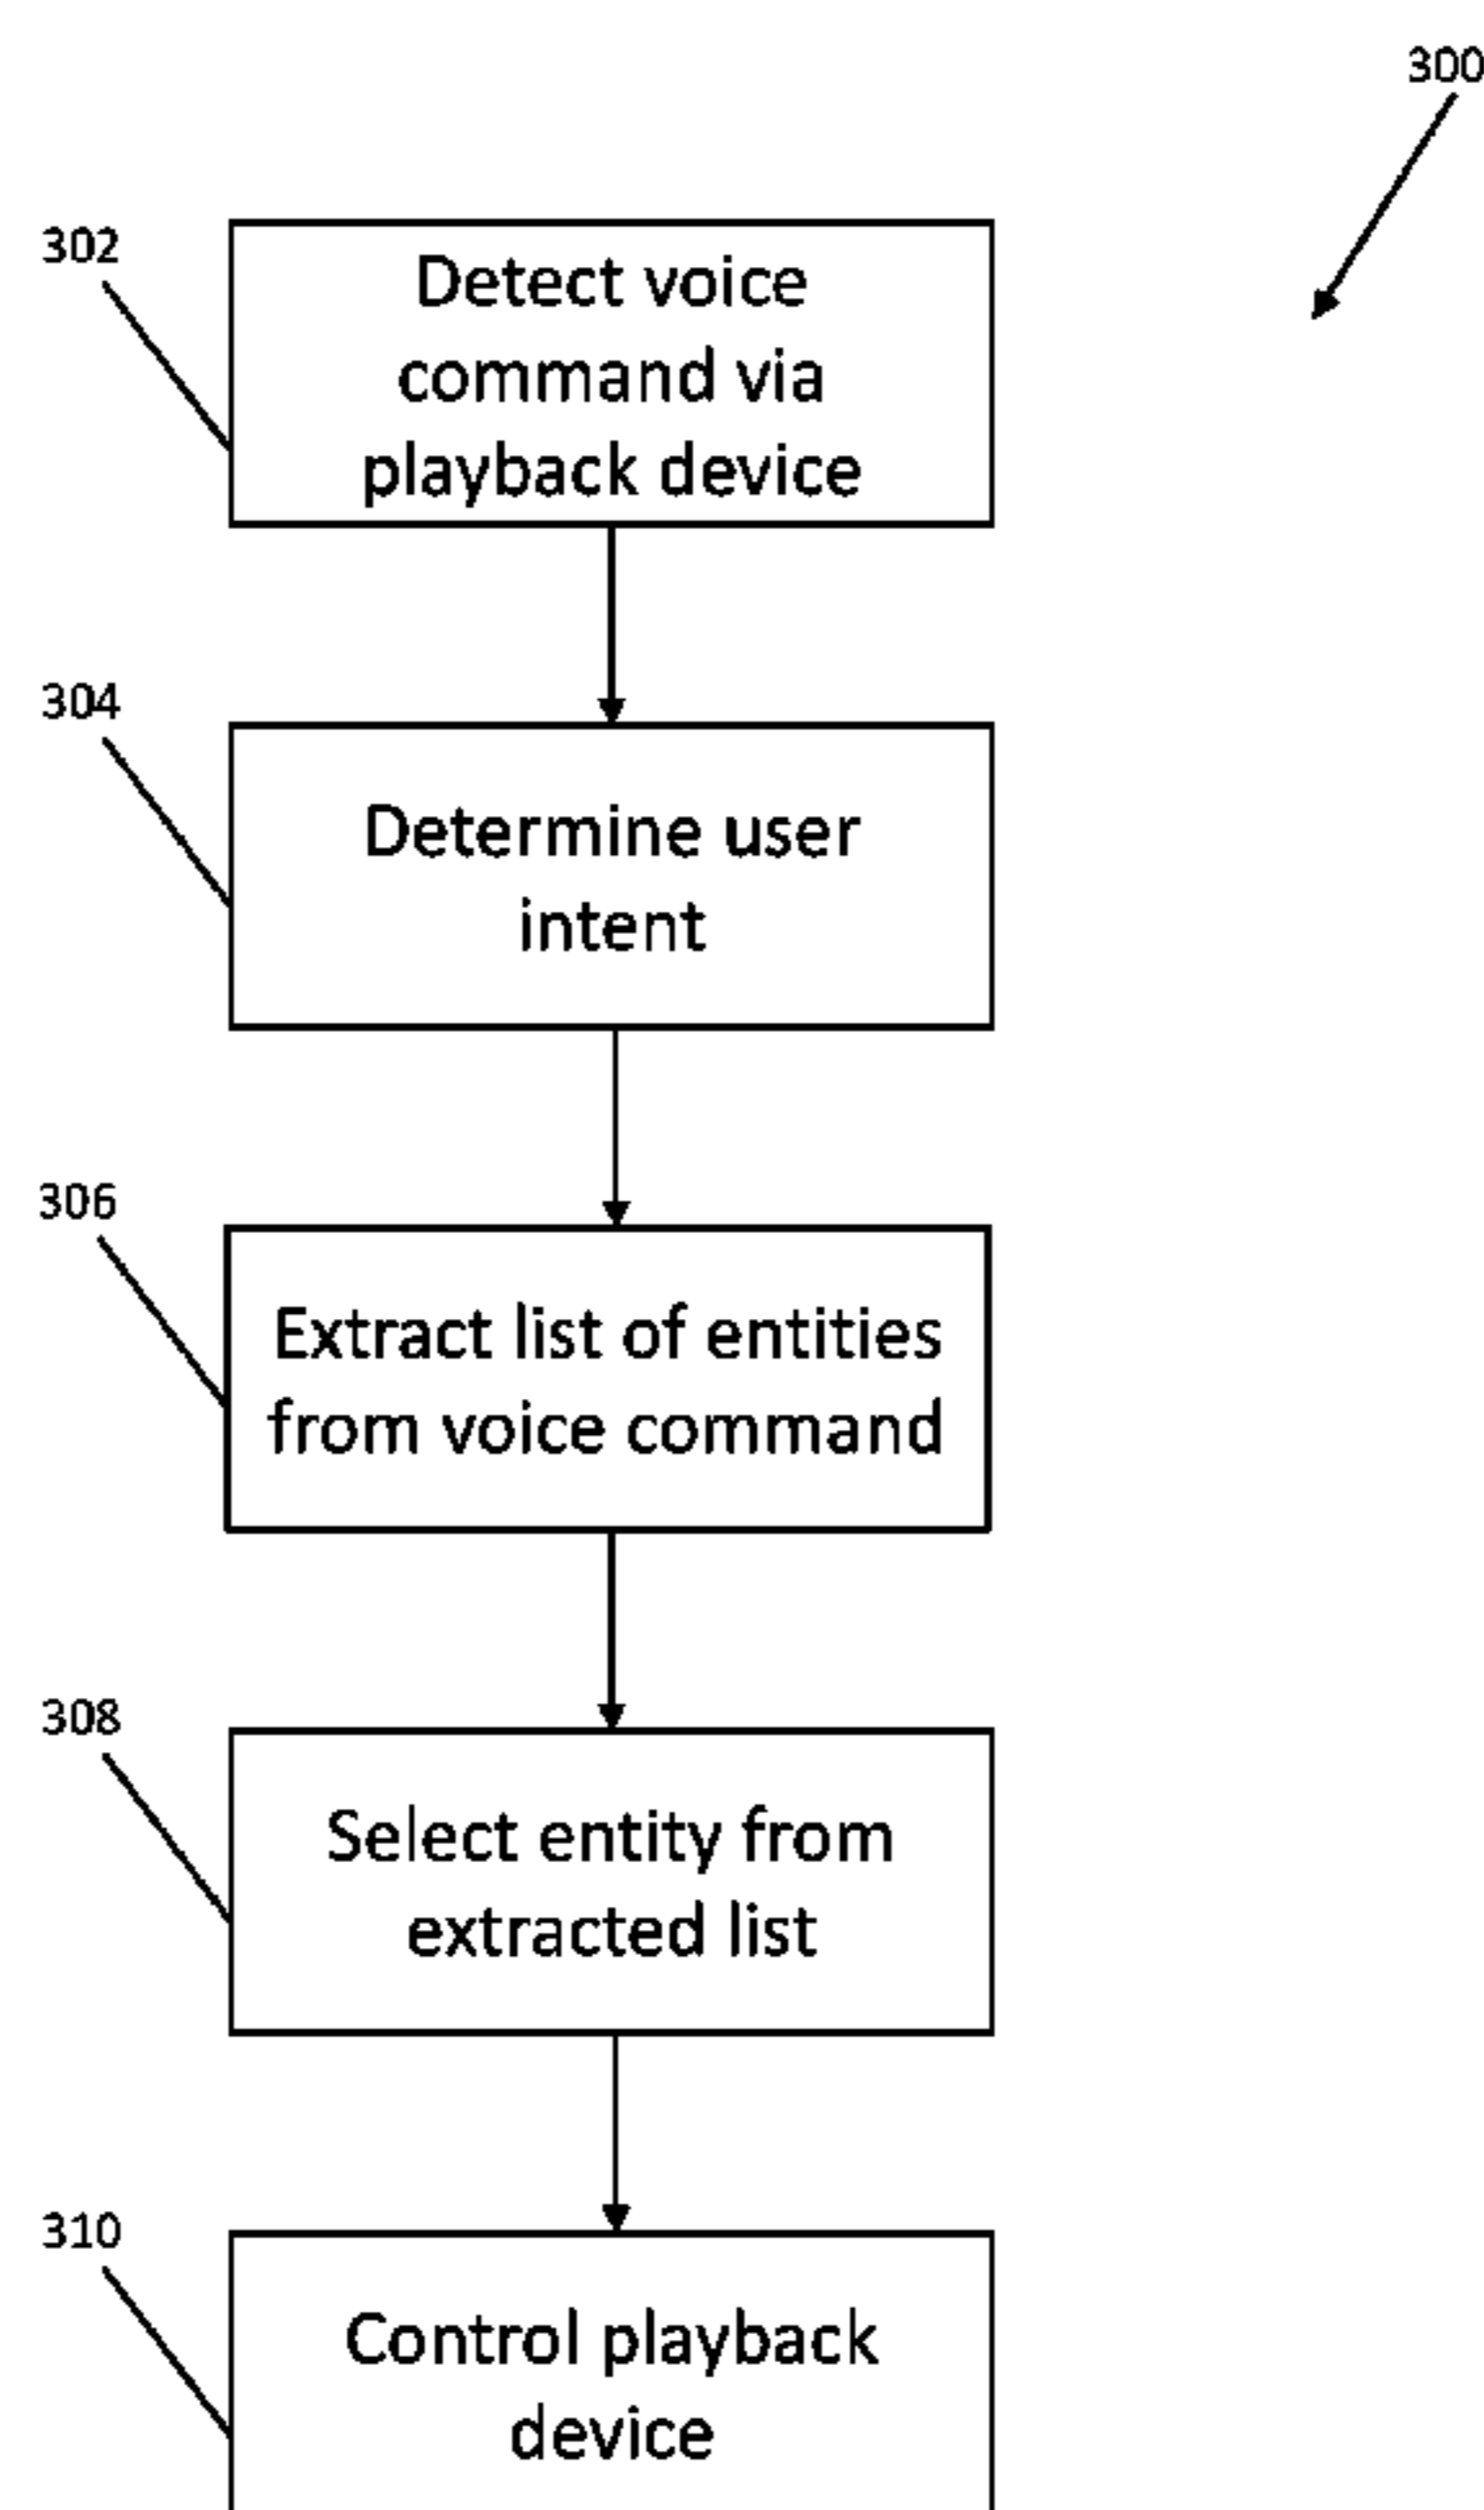 300
302
Detect voice
command via
playback device
304
Determine user
intent
306
Extract list of entities
from voice command
308
Select entity from
extracted list
310
Control playback
device